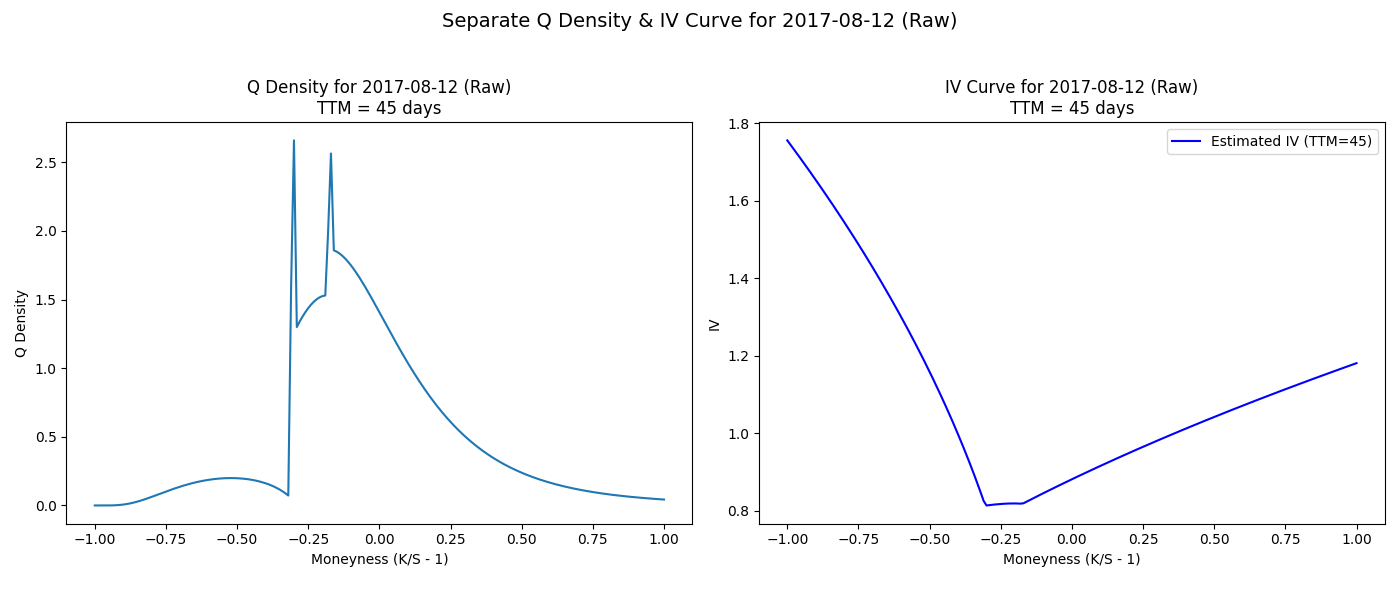 Separate Q Density & IV Curve for 2017-08-12 (Raw)
Q Density for 2017-08-12 (Raw)
TTM = 45 days
2.5
2.0
1.5
1.0
0.5
0.0
Q Density
−1.00 −0.75 −0.50 −0.25 0.00 0.25 0.50 0.75 1.00
Moneyness (K/S - 1)
IV Curve for 2017-08-12 (Raw)
TTM = 45 days
Estimated IV (TTM=45)
1.8
1.6
1.4
1.2
1.0
0.8
IV
−1.00 −0.75 −0.50 −0.25 0.00 0.25 0.50 0.75 1.00
Moneyness (K/S - 1)